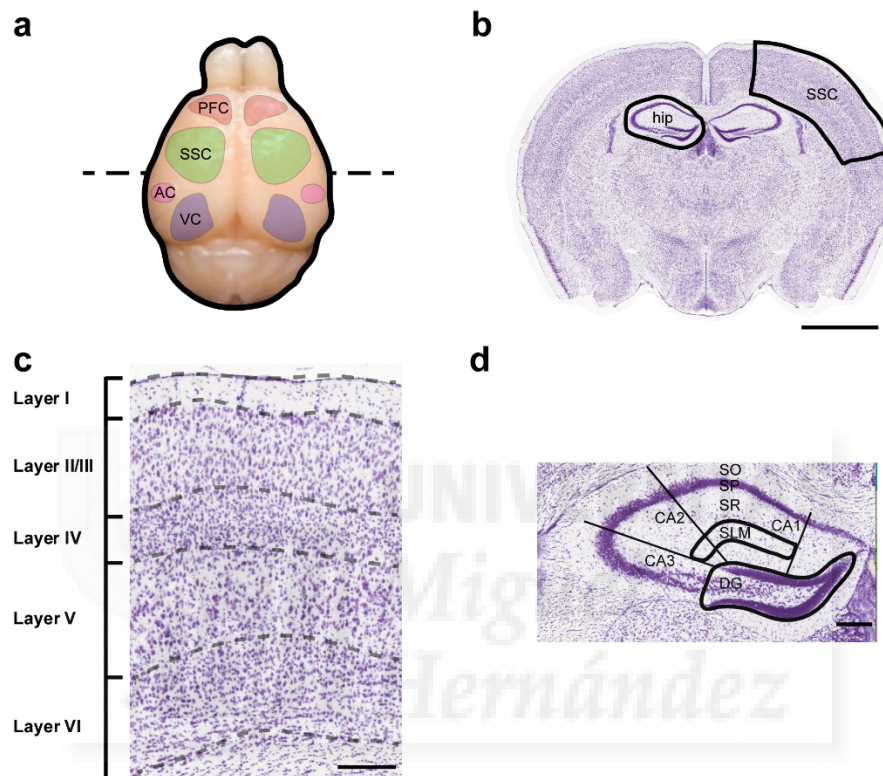 a
PFC
SSC
AC
VC
b
hip
SSC
c
Layer I
Layer II/III
Layer IV
Layer V
Layer VI
d
SO
SP
SR
SLM
CA1
CA2
CA3
DG
UNIV
Mig
Hernández